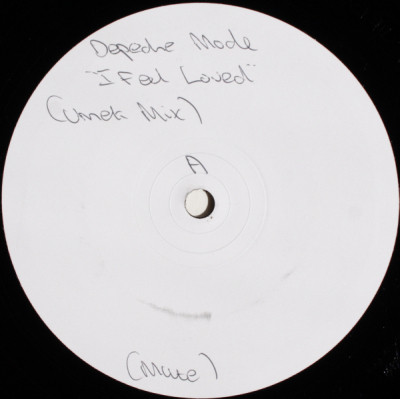 Depeche Mode
"I Feel Loved"
(Umek Mix)
A
(Mute)